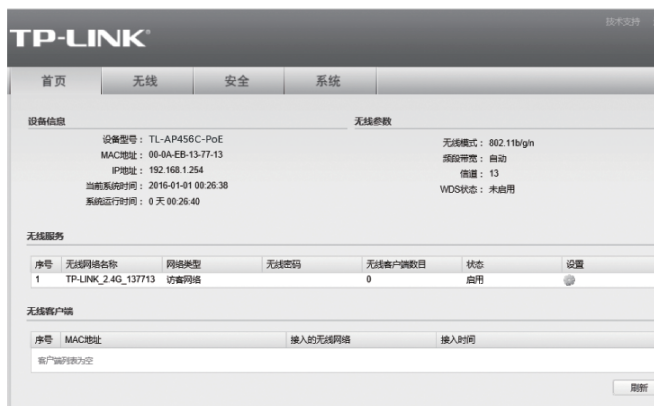 技术支持
TP-LINK®
首页 无线 安全 系统
设备信息
设备型号： TL-AP456C-PoE
MAC地址： 00-0A-EB-13-77-13
IP地址： 192.168.1.254
当前系统时间： 2016-01-01 00:26:38
系统运行时间： 0 天 00:26:40
无线参数
无线模式： 802.11b/g/n
频段带宽： 自动
信道： 13
WDS状态： 未启用
无线服务
序号 无线网络名称 网络类型 无线密码 无线客户端数目 状态 设置
1 TP-LINK_2.4G_137713 访客网络 0 启用
无线客户端
序号 MAC地址 接入的无线网络 接入时间
客户端列表为空
刷新